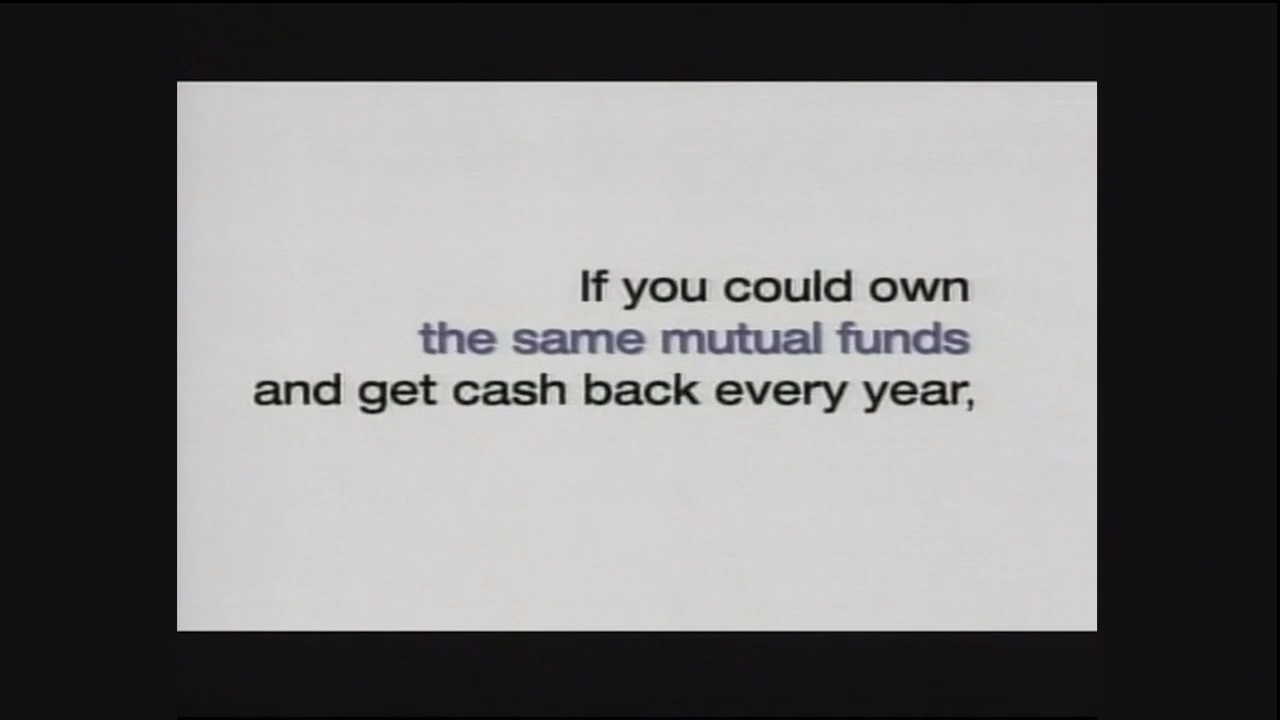 If you could own
the same mutual funds
and get cash back every year,